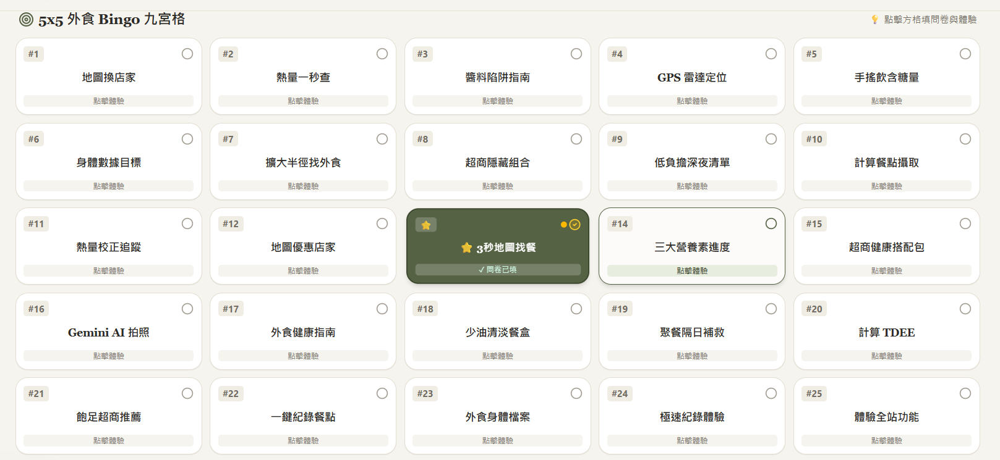 5x5 外食 Bingo 九宮格
點擊方格填問卷與體驗
#1
地圖換店家
點擊體驗
#2
熱量一秒查
點擊體驗
#3
醬料陷阱指南
點擊體驗
#4
GPS 雷達定位
點擊體驗
#5
手搖飲含糖量
點擊體驗
#6
身體數據目標
點擊體驗
#7
擴大半徑找外食
點擊體驗
#8
超商隱藏組合
點擊體驗
#9
低負擔深夜清單
點擊體驗
#10
計算餐點攝取
點擊體驗
#11
熱量校正追蹤
點擊體驗
#12
地圖優惠店家
點擊體驗
3秒地圖找餐
✓ 問卷已填
#14
三大營養素進度
點擊體驗
#15
超商健康搭配包
點擊體驗
#16
Gemini AI 拍照
點擊體驗
#17
外食健康指南
點擊體驗
#18
少油清淡餐盒
點擊體驗
#19
聚餐隔日補救
點擊體驗
#20
計算 TDEE
點擊體驗
#21
飽足超商推薦
點擊體驗
#22
一鍵紀錄餐點
點擊體驗
#23
外食身體檔案
點擊體驗
#24
極速紀錄體驗
點擊體驗
#25
體驗全站功能
點擊體驗